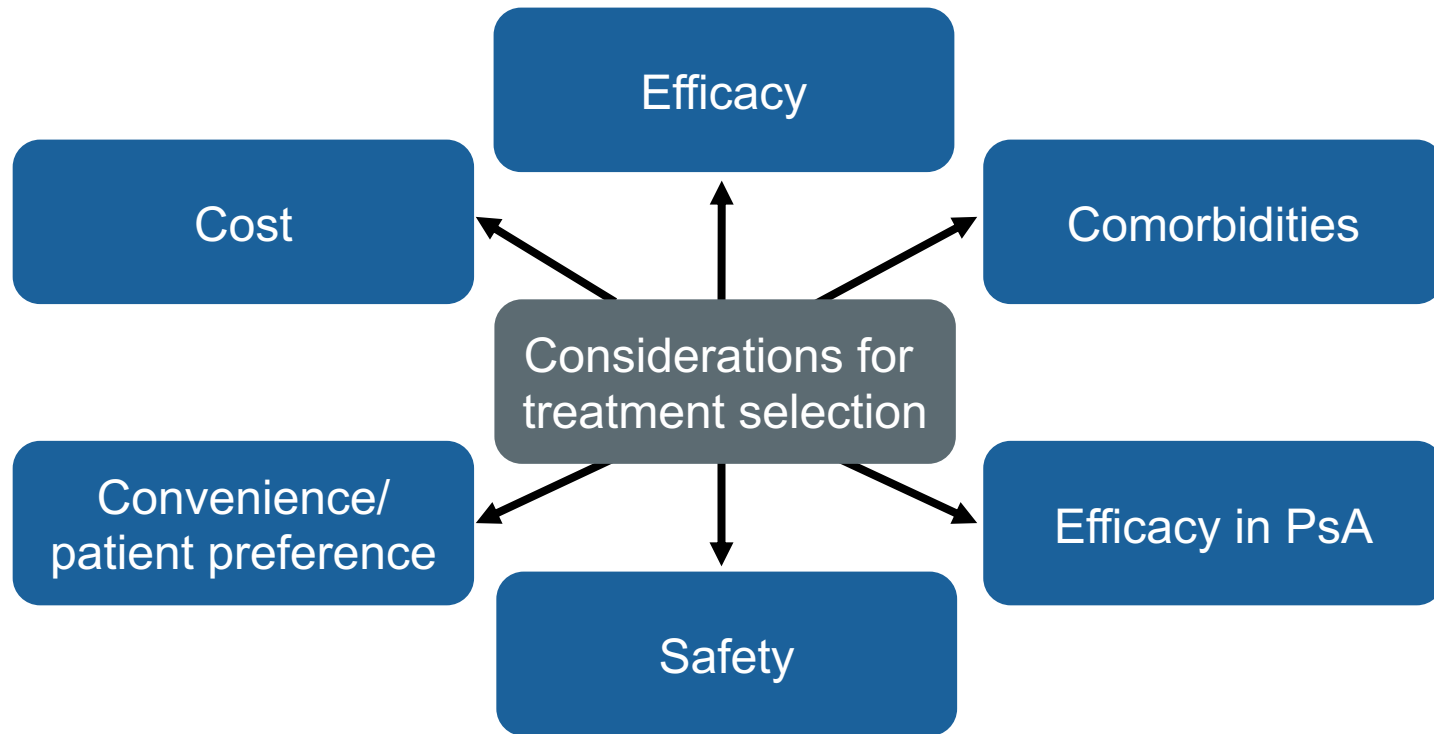 Efficacy
Cost
Comorbidities
Considerations for
treatment selection
Convenience/
patient preference
Efficacy in PsA
Safety